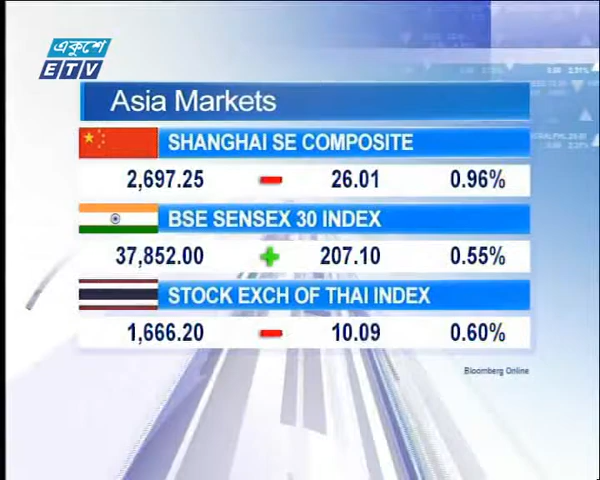 একুশে
ETV
Asia Markets
SHANGHAI SE COMPOSITE
2,697.25 - 26.01 0.96%
BSE SENSEX 30 INDEX
37,852.00 + 207.10 0.55%
STOCK EXCH OF THAI INDEX
1,666.20 - 10.09 0.60%
Bloomberg Online